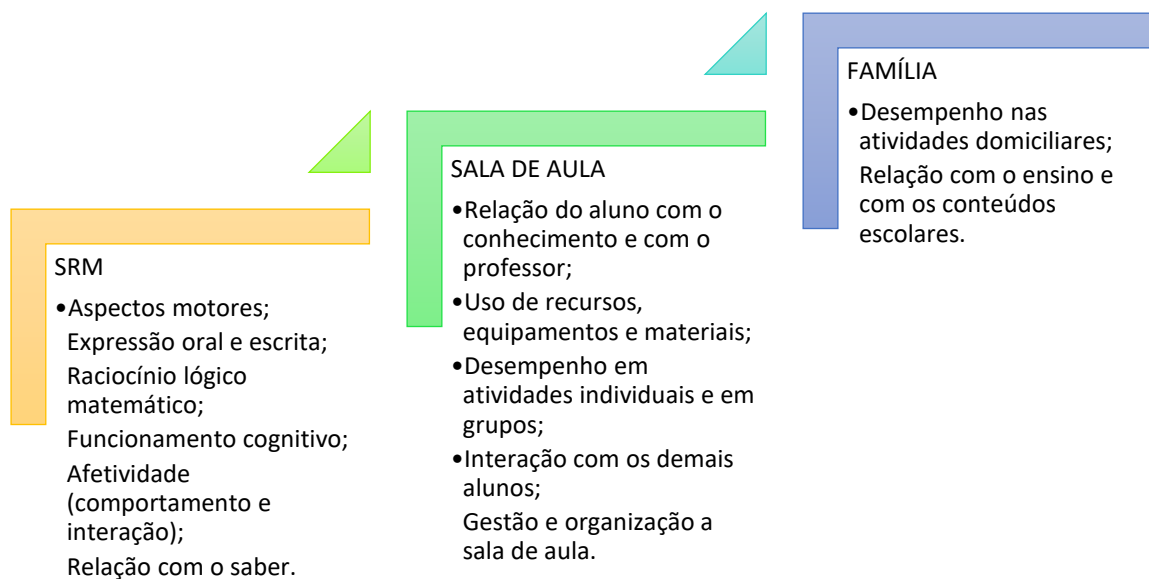 SRM
•Aspectos motores;
Expressão oral e escrita;
Raciocínio lógico
matemático;
Funcionamento cognitivo;
Afetividade
(comportamento e
interação);
Relação com o saber.
SALA DE AULA
•Relação do aluno com o
conhecimento e com o
professor;
•Uso de recursos,
equipamentos e materiais;
•Desempenho em
atividades individuais e em
grupos;
•Interação com os demais
alunos;
Gestão e organização a
sala de aula.
FAMÍLIA
•Desempenho nas
atividades domiciliares;
Relação com o ensino e
com os conteúdos
escolares.